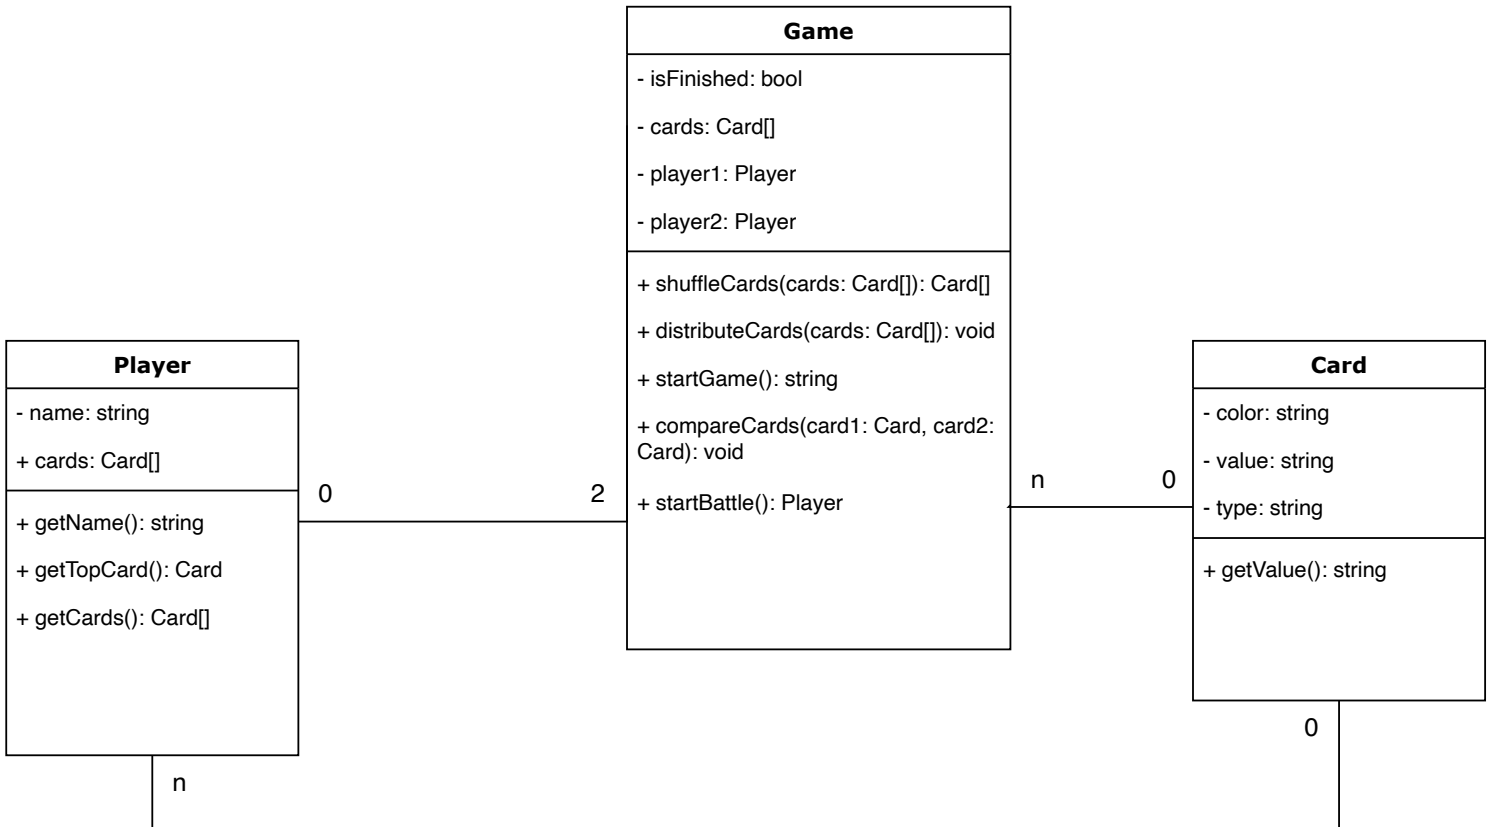 Game
- isFinished: bool
- cards: Card[]
- player1: Player
- player2: Player
+ shuffleCards(cards: Card[]): Card[]
+ distributeCards(cards: Card[]): void
+ startGame(): string
+ compareCards(card1: Card, card2:
Card): void
+ startBattle(): Player
Player
- name: string
+ cards: Card[]
+ getName(): string
+ getTopCard(): Card
+ getCards(): Card[]
0
2
n
0
Card
- color: string
- value: string
- type: string
+ getValue(): string
0
n